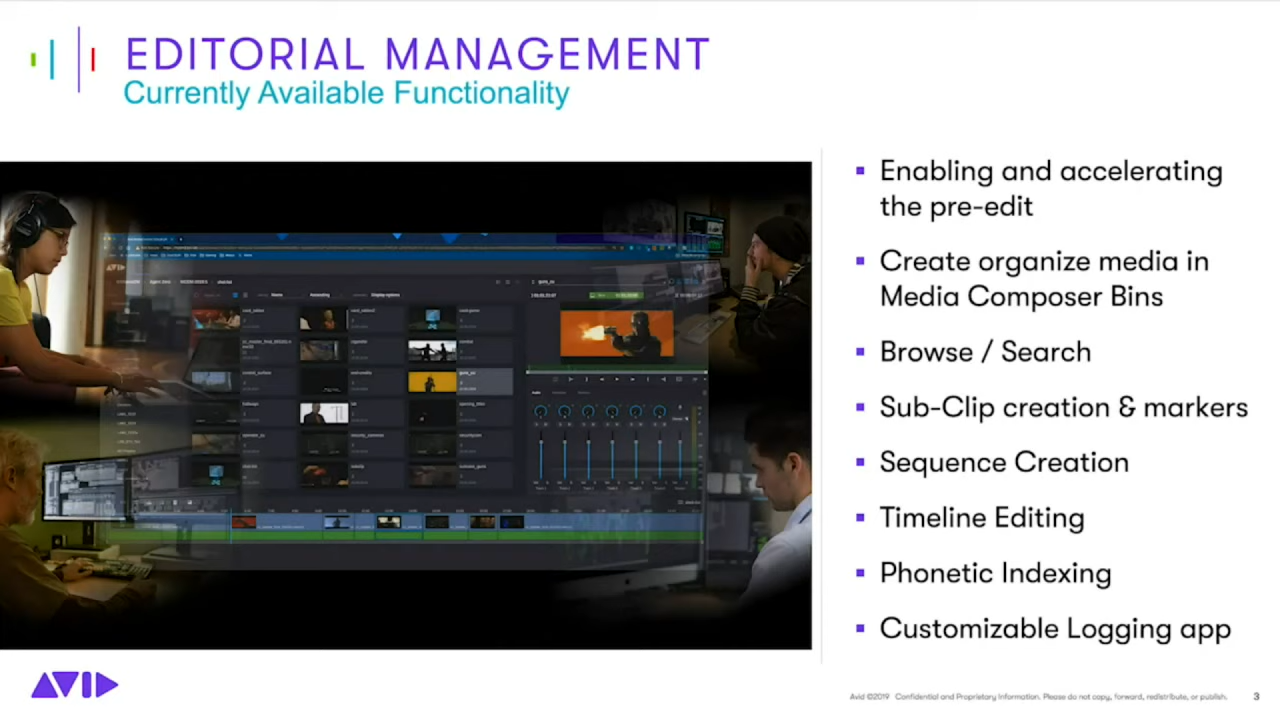 EDITORIAL MANAGEMENT
Currently Available Functionality
Enabling and accelerating
the pre-edit
Create organize media in
Media Composer Bins
Browse / Search
Sub-Clip creation & markers
Sequence Creation
Timeline Editing
Phonetic Indexing
Customizable Logging app
AVID
Avid ©2019 Confidential and Proprietary Information. Please do not copy, forward, redistribute, or publish.
3